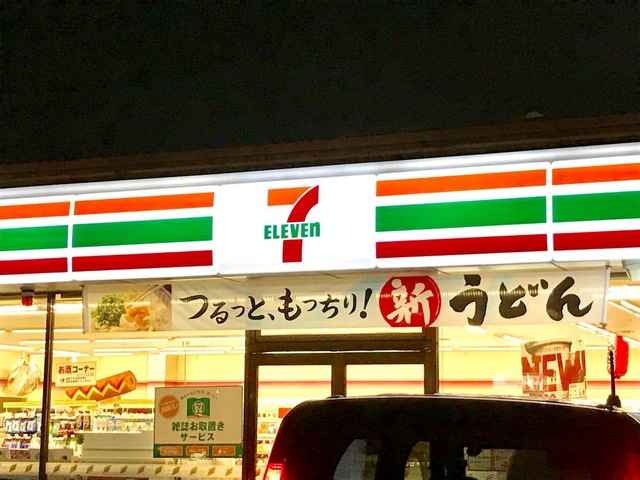 7
ELEVEn
つるっと、もっちり! 新 うどん
お酒コーナー
NEW
雑誌お取置き
サービス